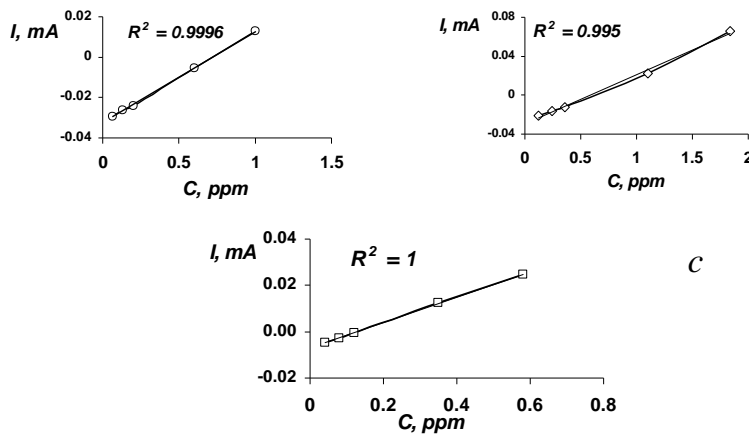 I, mA
R² = 0.9996
0.02
0
-0.02
-0.04
0
0.5
1
1.5
C, ppm
I, mA
R² = 0.995
0.08
0.04
0
-0.04
0
0.5
1
1.5
2
C, ppm
I, mA
R² = 1
c
0.04
0.02
0.00
-0.02
0
0.2
0.4
0.6
0.8
C, ppm